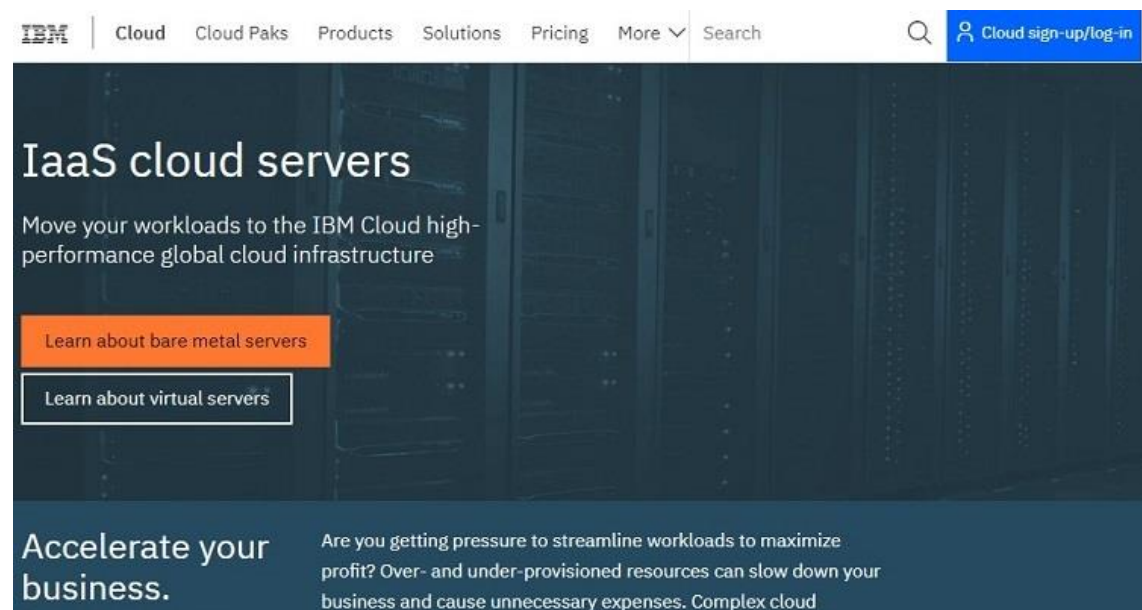 IBM Cloud Cloud Paks Products Solutions Pricing More Search Cloud sign-up/log-in
IaaS cloud servers
Move your workloads to the IBM Cloud high-
performance global cloud infrastructure
Learn about bare metal servers
Learn about virtual servers
Accelerate your
business.
Are you getting pressure to streamline workloads to maximize
profit? Over- and under-provisioned resources can slow down your
business and cause unnecessary expenses. Complex cloud